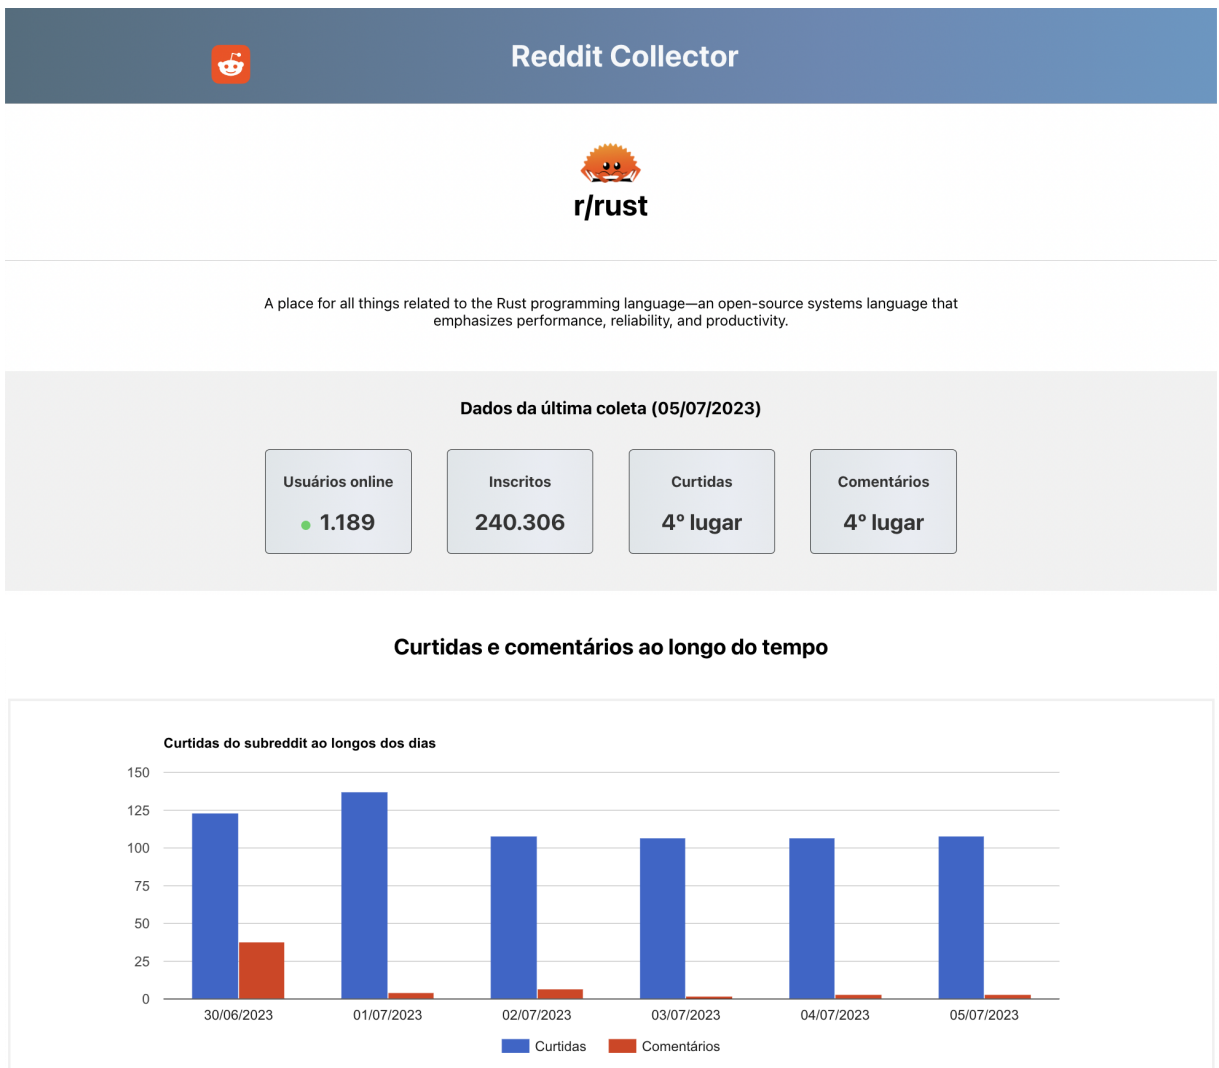 Reddit Collector
r/rust
A place for all things related to the Rust programming language—an open-source systems language that
emphasizes performance, reliability, and productivity.
Dados da última coleta (05/07/2023)
Usuários online
1.189
Inscritos
240.306
Curtidas
4º lugar
Comentários
4º lugar
Curtidas e comentários ao longo do tempo
Curtidas do subreddit ao longos dos dias
150
125
100
75
50
25
0
30/06/2023
01/07/2023
02/07/2023
03/07/2023
04/07/2023
05/07/2023
Curtidas
Comentários